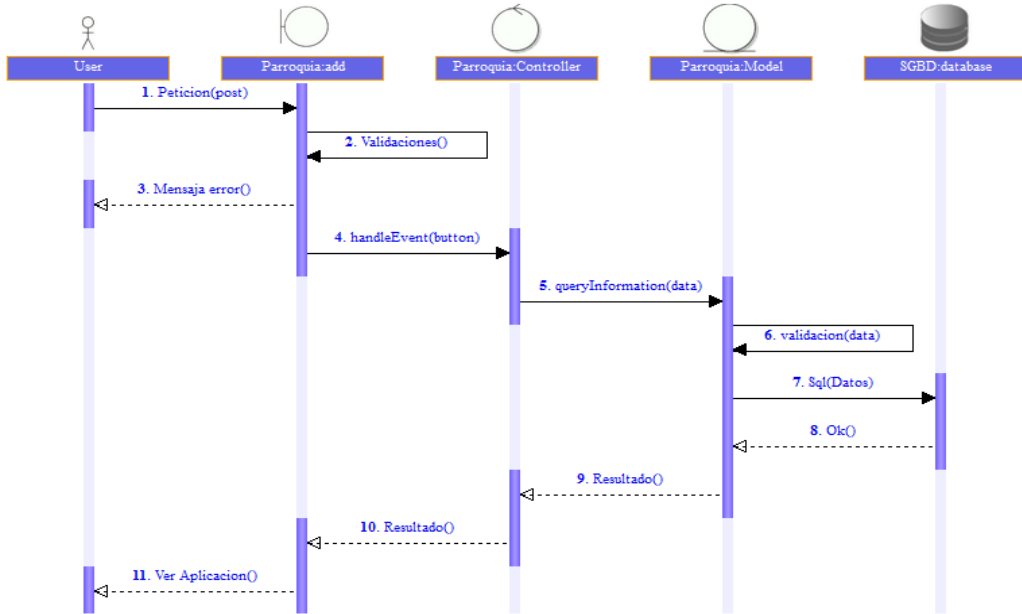 User
Parroquia:add
Parroquia:Controller
Parroquia:Model
SGBD:database
1. Peticion(post)
2. Validaciones()
3. Mensaja error()
4. handleEvent(button)
5. queryInformation(data)
6. validacion(data)
7. Sql(Datos)
8. Ok()
9. Resultado()
10. Resultado()
11. Ver Aplicacion()